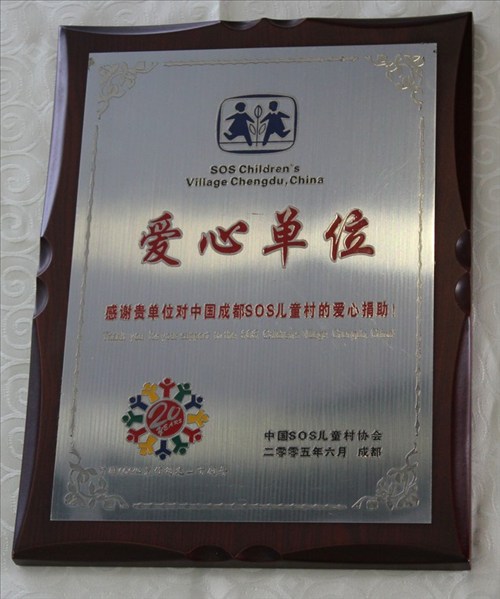 SOS Children's
Village Chengdu, China
爱心单位
感谢贵单位对中国成都SOS儿童村的爱心捐助！
20
YEARS
中国SOS儿童村协会
二零零五年六月 成都